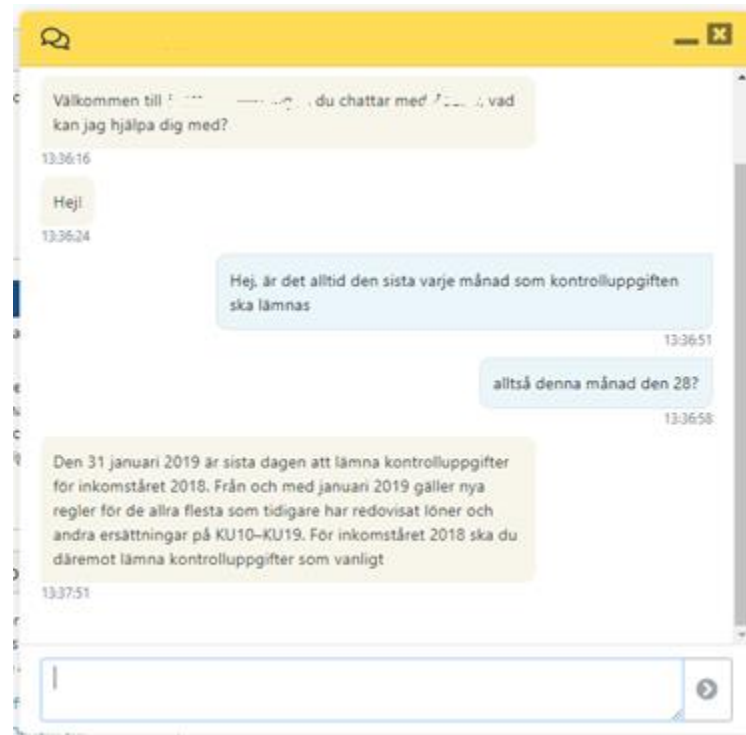 Välkommen till du chattar med , vad
kan jag hjälpa dig med?
13:36:16
Hej!
13:36:24
Hej, är det alltid den sista varje månad som kontrolluppgiften
ska lämnas
13:36:51
alltså denna månad den 28?
13:36:58
Den 31 januari 2019 är sista dagen att lämna kontrolluppgifter
för inkomståret 2018. Från och med januari 2019 gäller nya
regler för de allra flesta som tidigare har redovisat löner och
andra ersättningar på KU10–KU19. För inkomståret 2018 ska du
däremot lämna kontrolluppgifter som vanligt
13:37:51